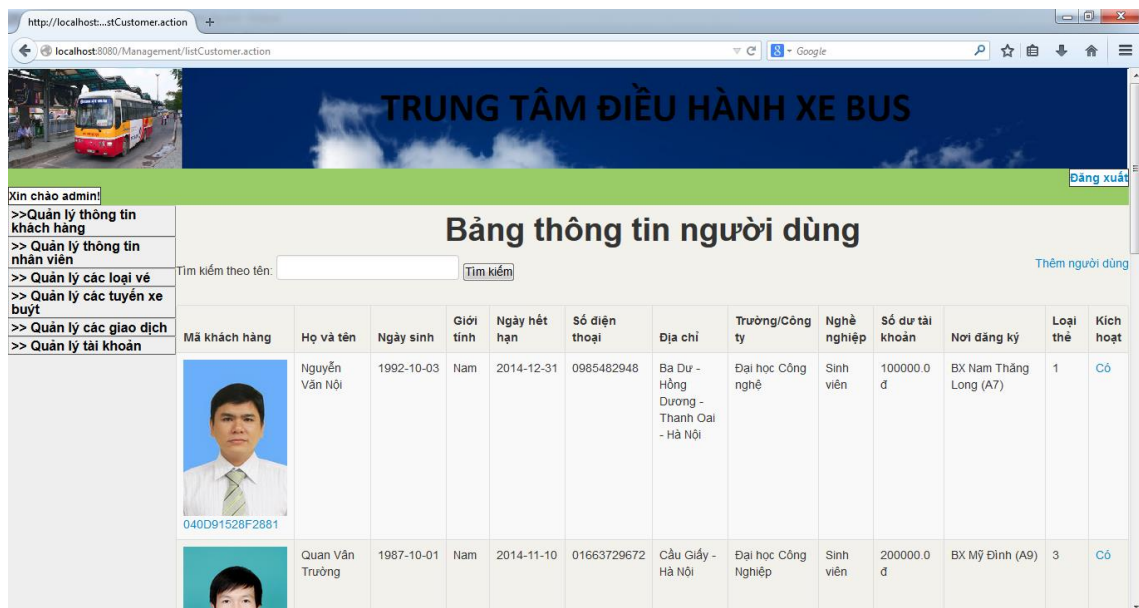 http://localhost:...stCustomer.action
localhost:8080/Management/listCustomer.action
Google
TRUNG TÂM ĐIỀU HÀNH XE BUS
Đăng xuất
Xin chào admin!
>>Quản lý thông tin
khách hàng
>> Quản lý thông tin
nhân viên
>> Quản lý các loại vé
>> Quản lý các tuyến xe
buýt
>> Quản lý các giao dịch
>> Quản lý tài khoản
Bảng thông tin người dùng
Tìm kiếm theo tên:
Tìm kiếm
Thêm người dùng
Mã khách hàng
Họ và tên
Ngày sinh
Giới
tính
Ngày hết
hạn
Số điện
thoại
Địa chỉ
Trường/Công
ty
Nghề
nghiệp
Số dư tài
khoản
Nơi đăng ký
Loại
thẻ
Kích
hoạt
040D91528F2881
Nguyễn
Văn Nội
1992-10-03
Nam
2014-12-31
0985482948
Ba Dư -
Hồng
Dương -
Thanh Oai
- Hà Nội
Đại học Công
nghệ
Sinh
viên
100000.0
đ
BX Nam Thăng
Long (A7)
1
Có
Quan Văn
Trường
1987-10-01
Nam
2014-11-10
01663729672
Cầu Giấy -
Hà Nội
Đại học Công
Nghiệp
Sinh
viên
200000.0
đ
BX Mỹ Đình (A9)
3
Có